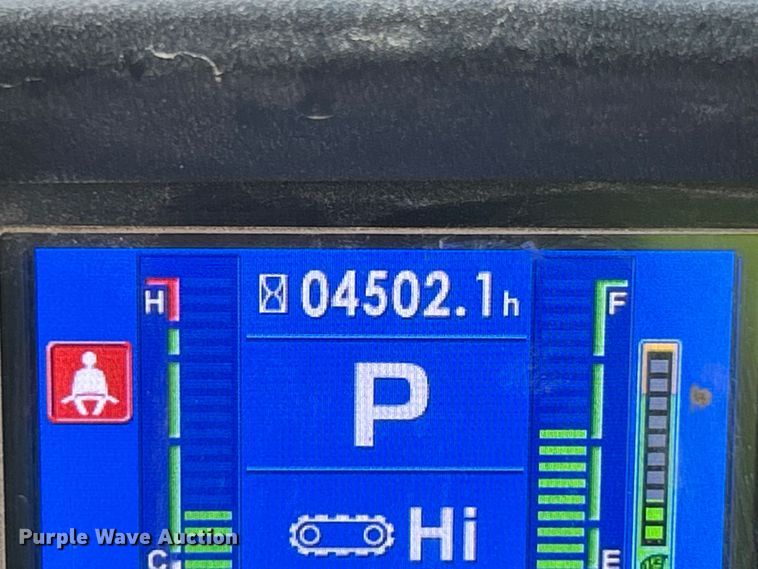 H 04502.1h F
P
Hi
C E
Purple Wave Auction